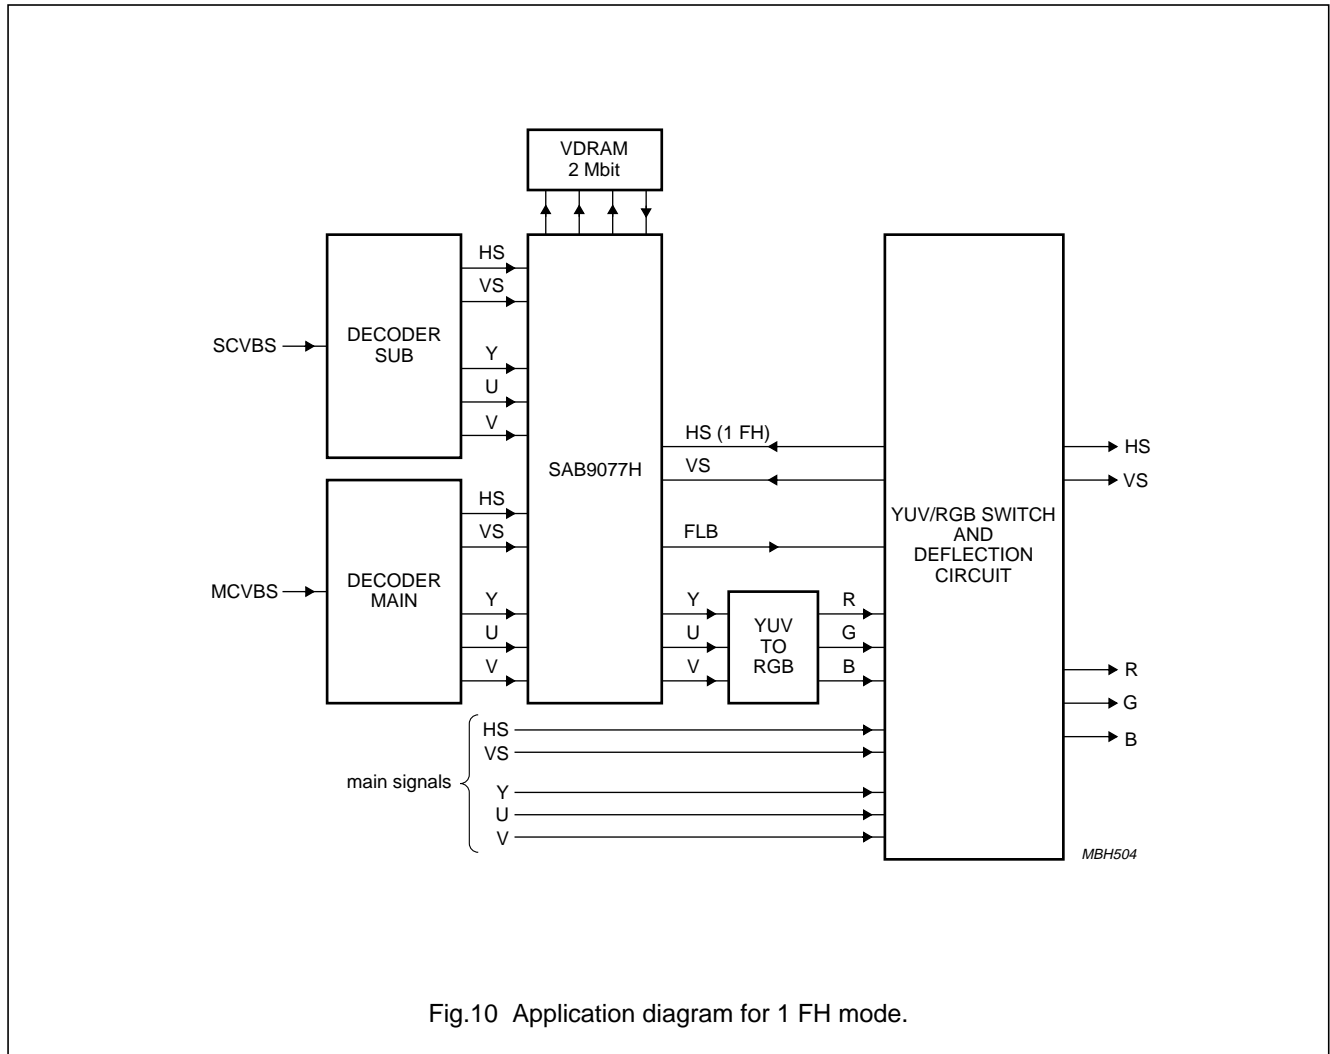 VDRAM
2 Mbit
SCVBS
DECODER
SUB
HS
VS
Y
U
V
MCVBS
DECODER
MAIN
HS
VS
Y
U
V
SAB9077H
HS (1 FH)
VS
FLB
Y
U
V
YUV
TO
RGB
R
G
B
YUV/RGB SWITCH
AND
DEFLECTION
CIRCUIT
HS
VS
R
G
B
main signals
HS
VS
Y
U
V
MBH504
Fig.10 Application diagram for 1 FH mode.